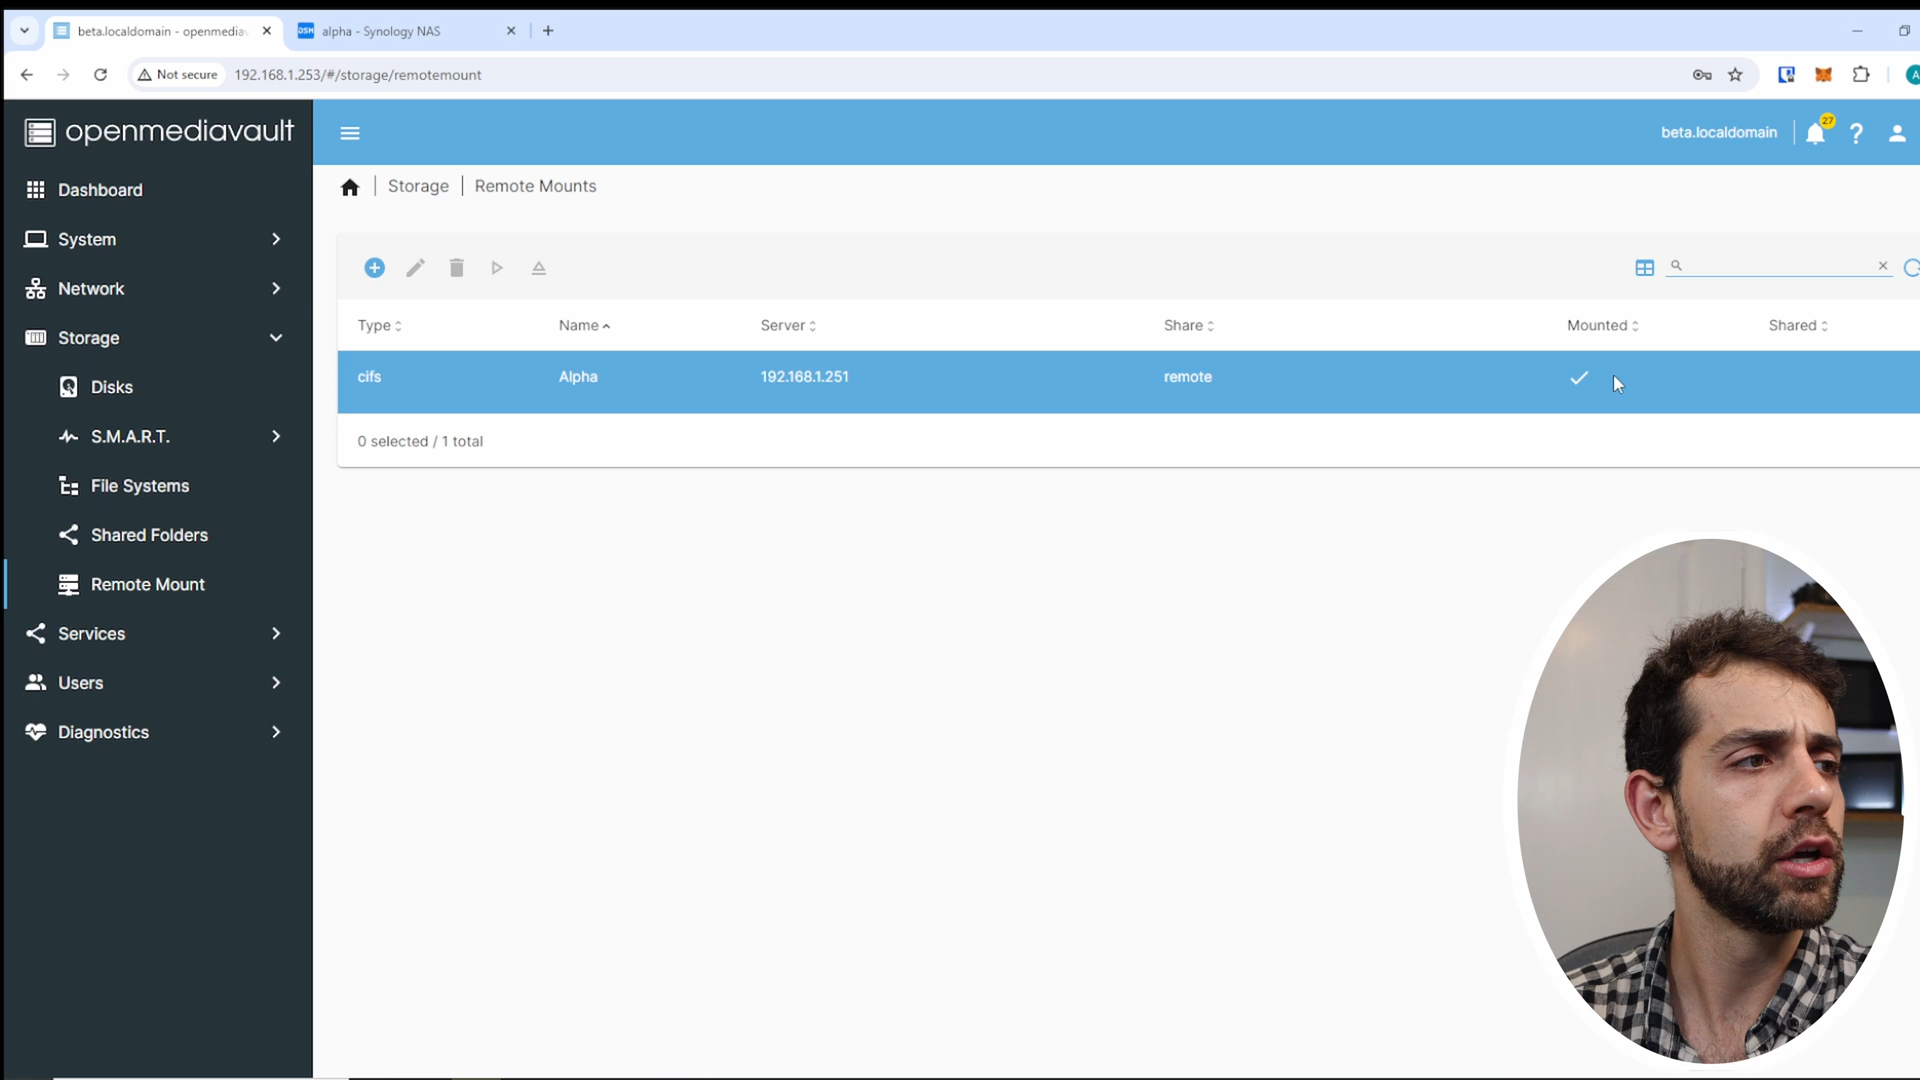 beta.localdomain - openmedia
alpha - Synology NAS
Not secure
192.168.1.253/#/storage/remotemount
A
openmediavault
beta.localdomain
27
Dashboard
System
Network
Storage
Disks
S.M.A.R.T.
File Systems
Shared Folders
Remote Mount
Services
Users
Diagnostics
Storage | Remote Mounts
Type Name Server Share Mounted Shared
cifs Alpha 192.168.1.251 remote
0 selected / 1 total